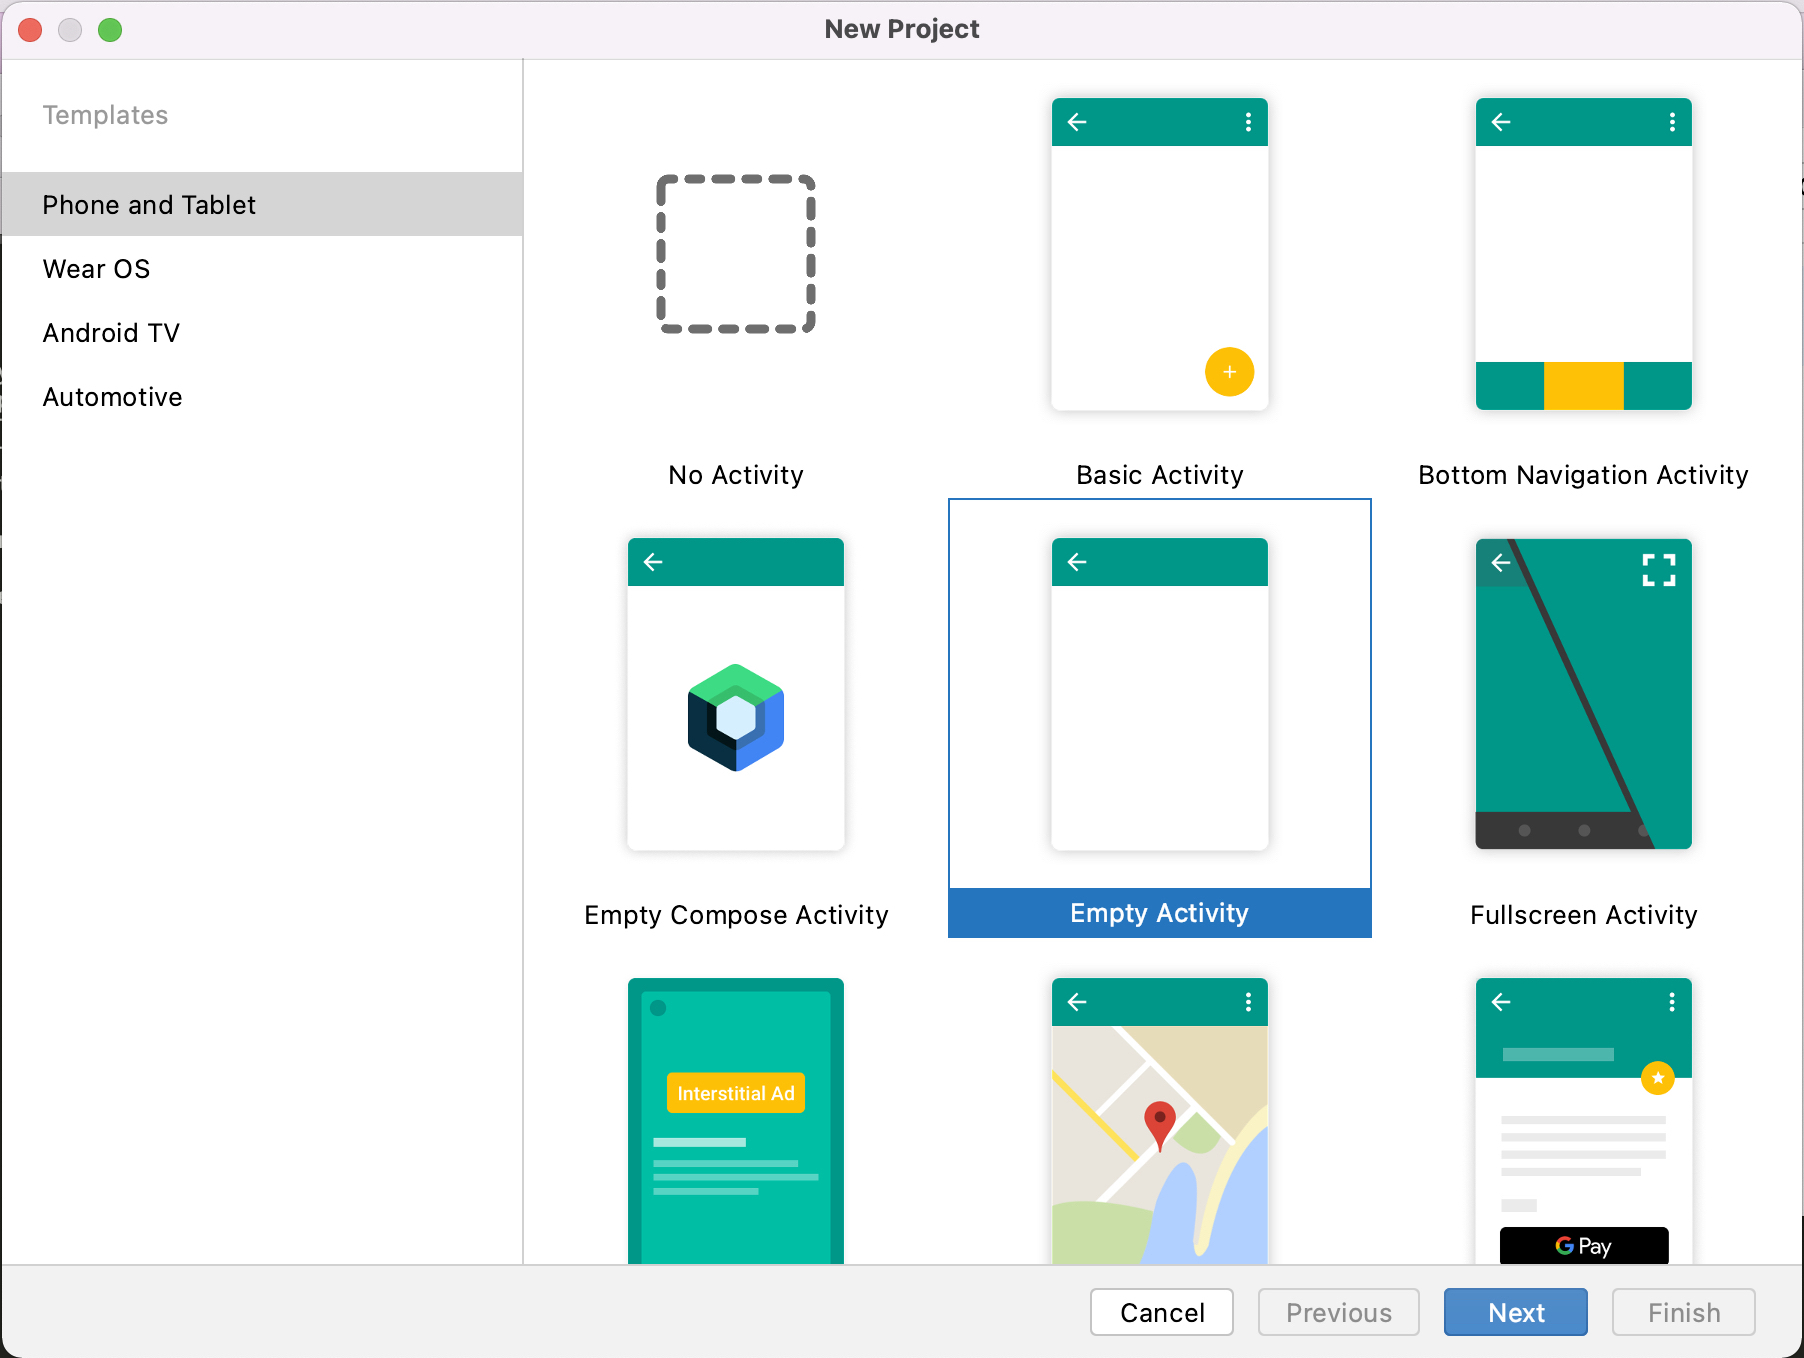 New Project
Templates
Phone and Tablet
Wear OS
Android TV
Automotive
No Activity
Basic Activity
Bottom Navigation Activity
Empty Compose Activity
Empty Activity
Fullscreen Activity
Interstitial Ad
G Pay
Cancel
Previous
Next
Finish